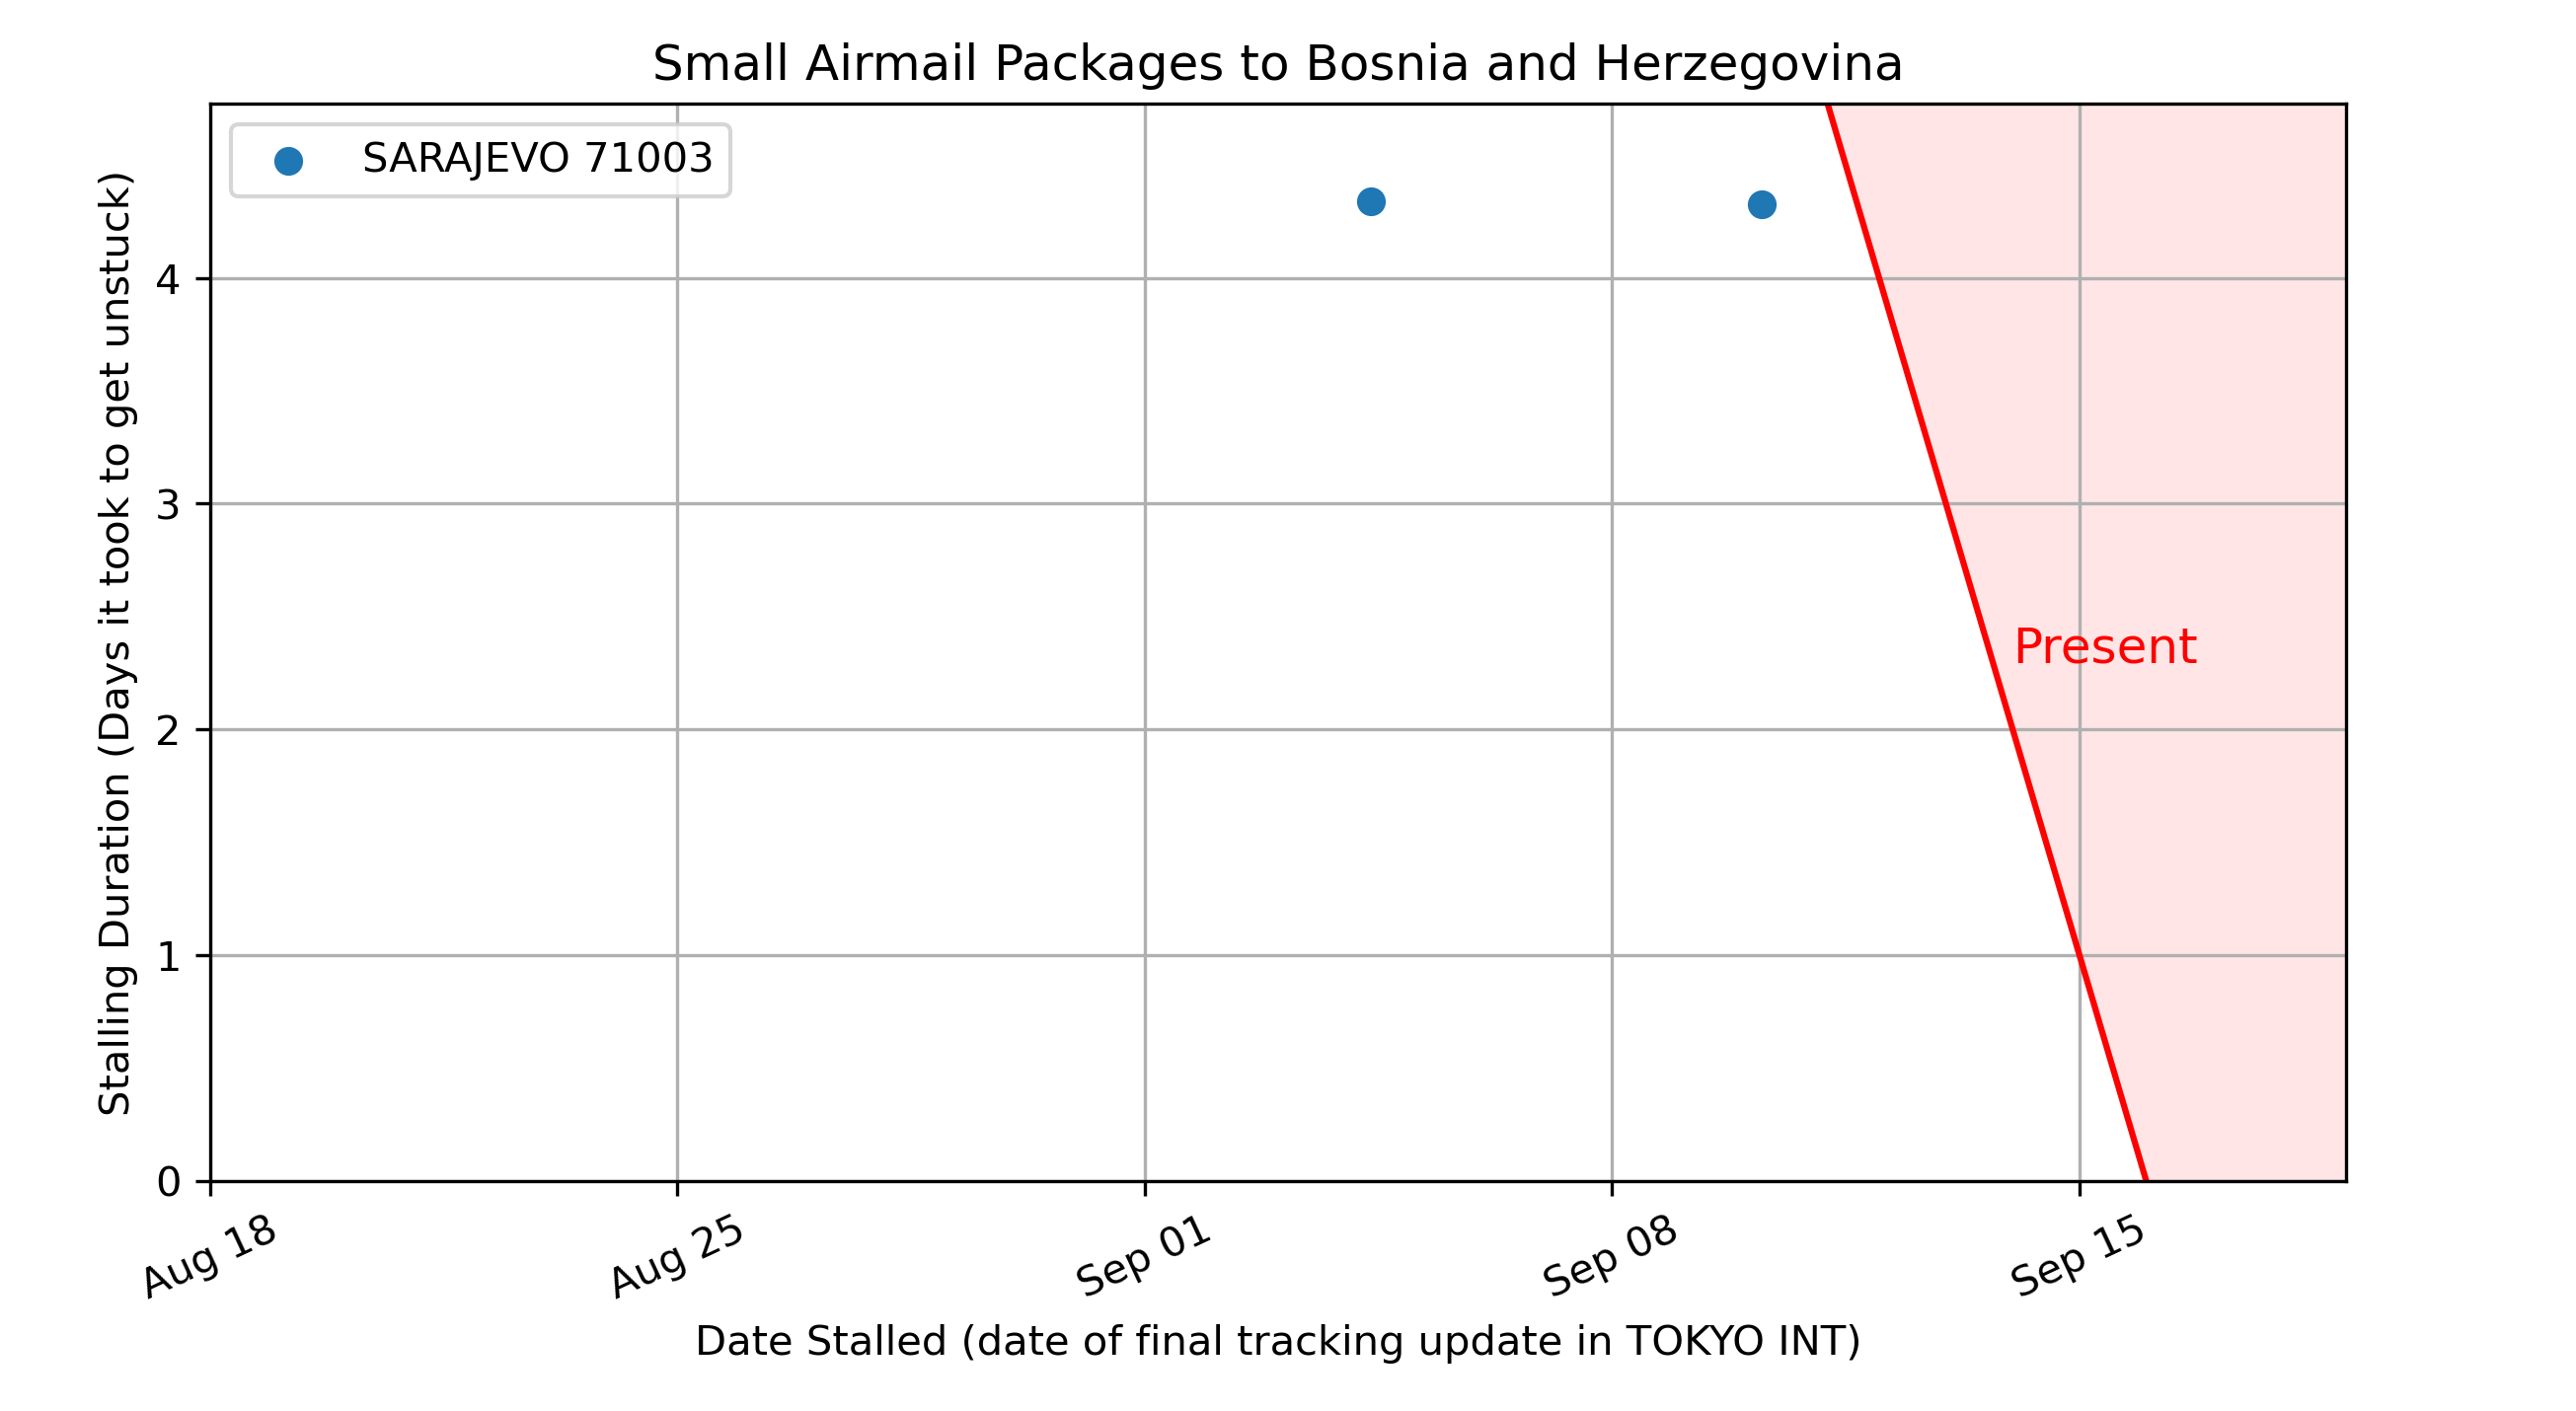 Small Airmail Packages to Bosnia and Herzegovina
SARAJEVO 71003
Stalling Duration (Days it took to get unstuck)
4
3
2
1
0
Present
Aug 18
Aug 25
Sep 01
Sep 08
Sep 15
Date Stalled (date of final tracking update in TOKYO INT)